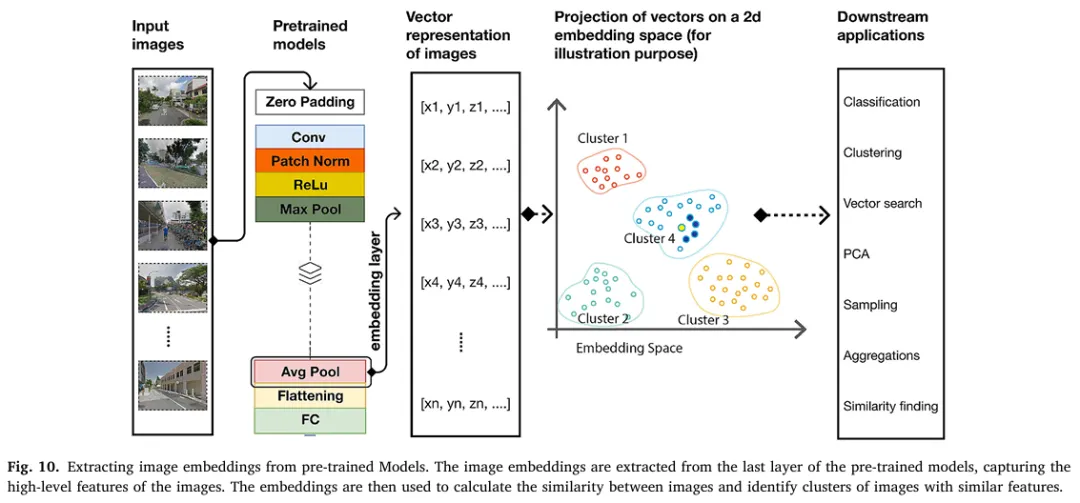 Input
images
Pretrained
models
Vector
representation
of images
Projection of vectors on a 2d
embedding space (for
illustration purpose)
Downstream
applications
Zero Padding
Conv
Patch Norm
ReLu
Max Pool
embedding layer
Avg Pool
Flattening
FC
[x1, y1, z1, ....]
[x2, y2, z2, ....]
[x3, y3, z3, ....]
[x4, y4, z4, ....]
[xn, yn, zn, ....]
Cluster 1
Cluster 4
Cluster 2
Cluster 3
Embedding Space
Classification
Clustering
Vector search
PCA
Sampling
Aggregations
Similarity finding
Fig. 10. Extracting image embeddings from pre-trained Models. The image embeddings are extracted from the last layer of the pre-trained models, capturing the
high-level features of the images. The embeddings are then used to calculate the similarity between images and identify clusters of images with similar features.